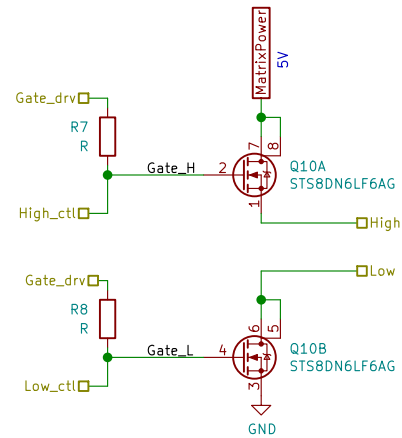 MatrixPower
5V
Gate_drv
R7
R
7
8
Gate_H
2
Q10A
STS8DN6LF6AG
1
High_ctl
High
Low
Gate_drv
R8
R
6
5
Gate_L
4
Q10B
STS8DN6LF6AG
3
Low_ctl
GND